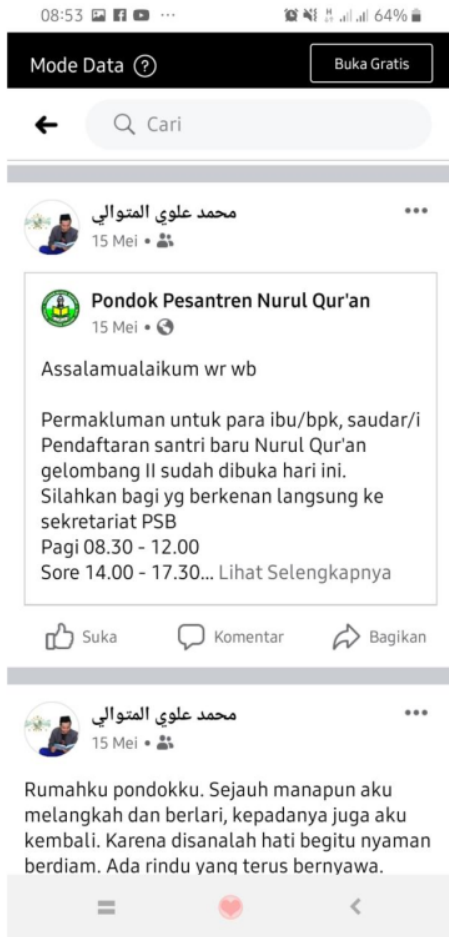 08:53
64%
Mode Data ?
Buka Gratis
Cari
محمد علوي المتوالي
15 Mei •
Pondok Pesantren Nurul Qur'an
15 Mei •
Assalamualaikum wr wb
Permakluman untuk para ibu/bpk, saudar/i
Pendaftaran santri baru Nurul Qur'an
gelombang II sudah dibuka hari ini.
Silahkan bagi yg berkenan langsung ke
sekretariat PSB
Pagi 08.30 - 12.00
Sore 14.00 - 17.30... Lihat Selengkapnya
Suka
Komentar
Bagikan
محمد علوي المتوالي
15 Mei •
Rumahku pondokku. Sejauh manapun aku
melangkah dan berlari, kepadanya juga aku
kembali. Karena disanalah hati begitu nyaman
berdiam. Ada rindu yang terus bernyawa.